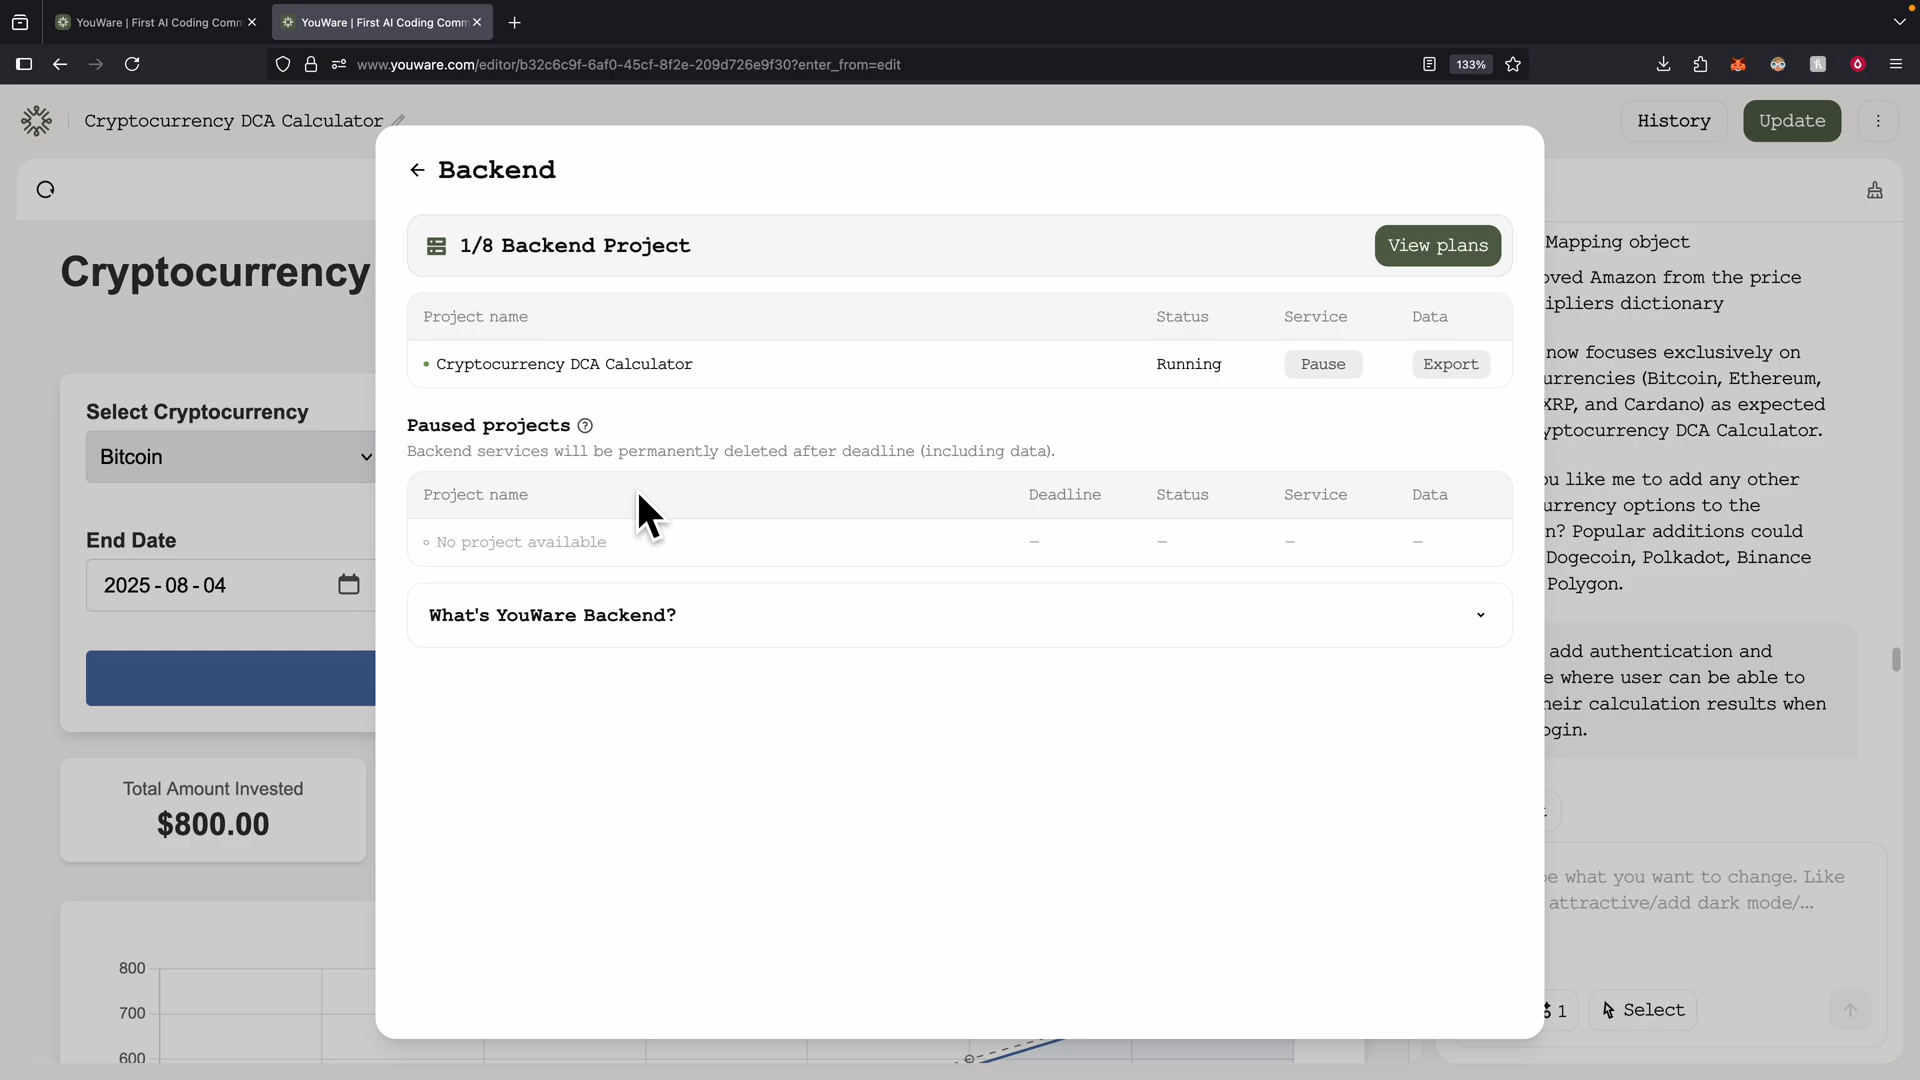 YouWare | First AI Coding Comm
YouWare | First AI Coding Comm
www.youware.com/editor/b32c6c9f-6af0-45cf-8f2e-209d726e9f30?enter_from=edit
133%
Cryptocurrency DCA Calculator
History
Update
Backend
1/8 Backend Project
View plans
Project name Status Service Data
Cryptocurrency DCA Calculator Running Pause Export
Paused projects
Backend services will be permanently deleted after deadline (including data).
Project name Deadline Status Service Data
No project available – – – –
What's YouWare Backend?
Cryptocurrency
Select Cryptocurrency
Bitcoin
End Date
2025-08-04
Total Amount Invested
$800.00
800
700
600
Mapping object
oved Amazon from the price
ipliers dictionary
now focuses exclusively on
urrencies (Bitcoin, Ethereum,
XRP, and Cardano) as expected
yptocurrency DCA Calculator.
ou like me to add any other
urrency options to the
n? Popular additions could
Dogecoin, Polkadot, Binance
Polygon.
add authentication and
e where user can be able to
heir calculation results when
ogin.
be what you want to change. Like
attractive/add dark mode/...
1
Select